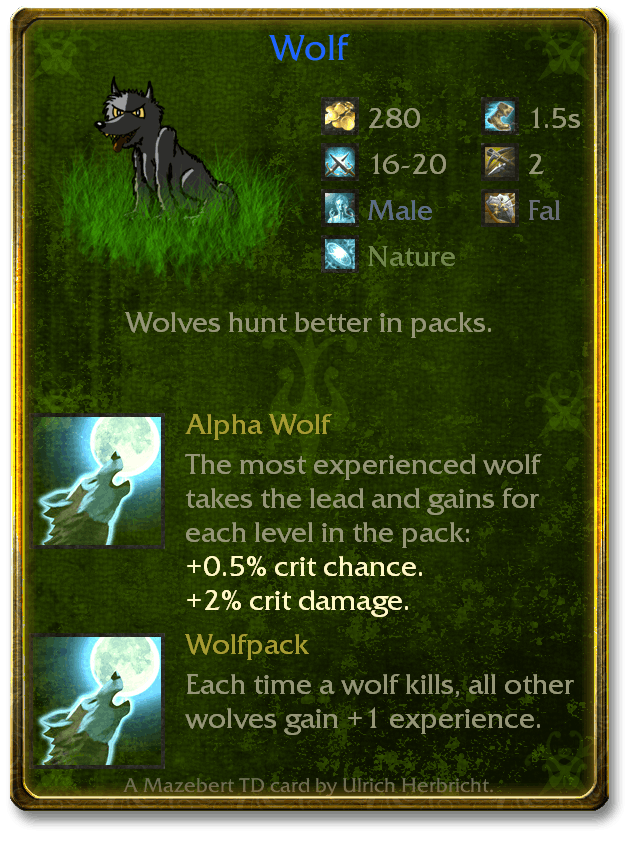 Wolf
280 1.5s
16-20 2
Male Fal
Nature
Wolves hunt better in packs.
Alpha Wolf
The most experienced wolf
takes the lead and gains for
each level in the pack:
+0.5% crit chance.
+2% crit damage.
Wolfpack
Each time a wolf kills, all other
wolves gain +1 experience.
A Mazebert TD card by Ulrich Herbricht.